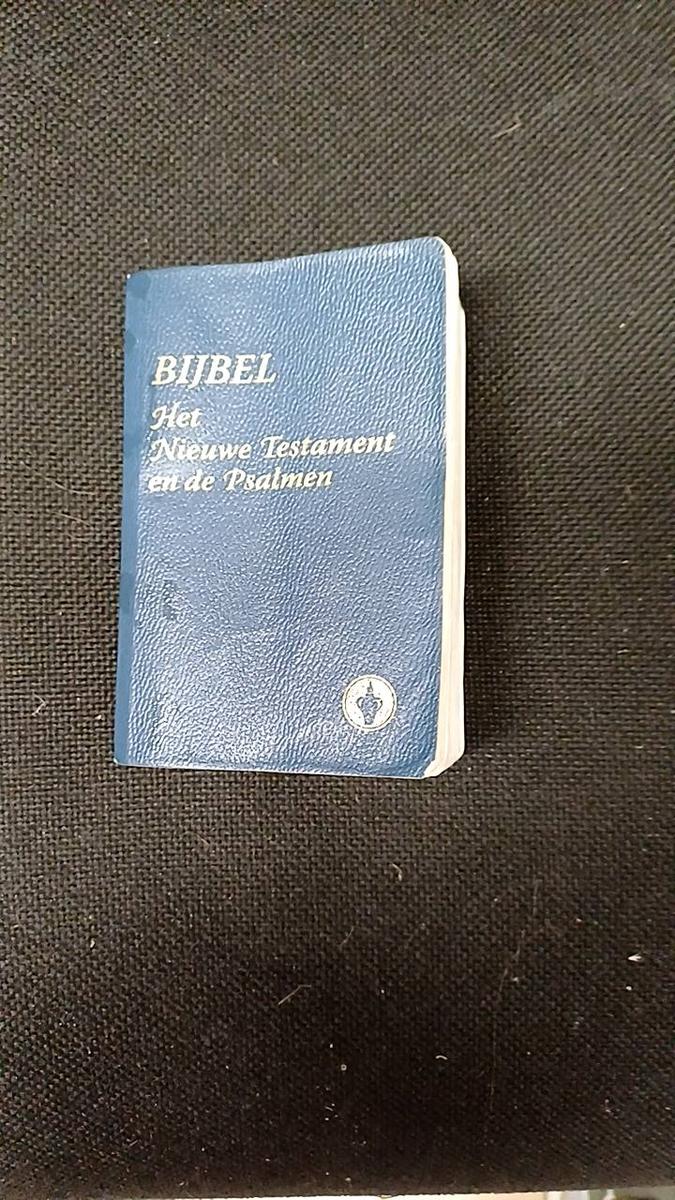 BIJBEL
Het
Nieuwe Testament
en de Psalmen